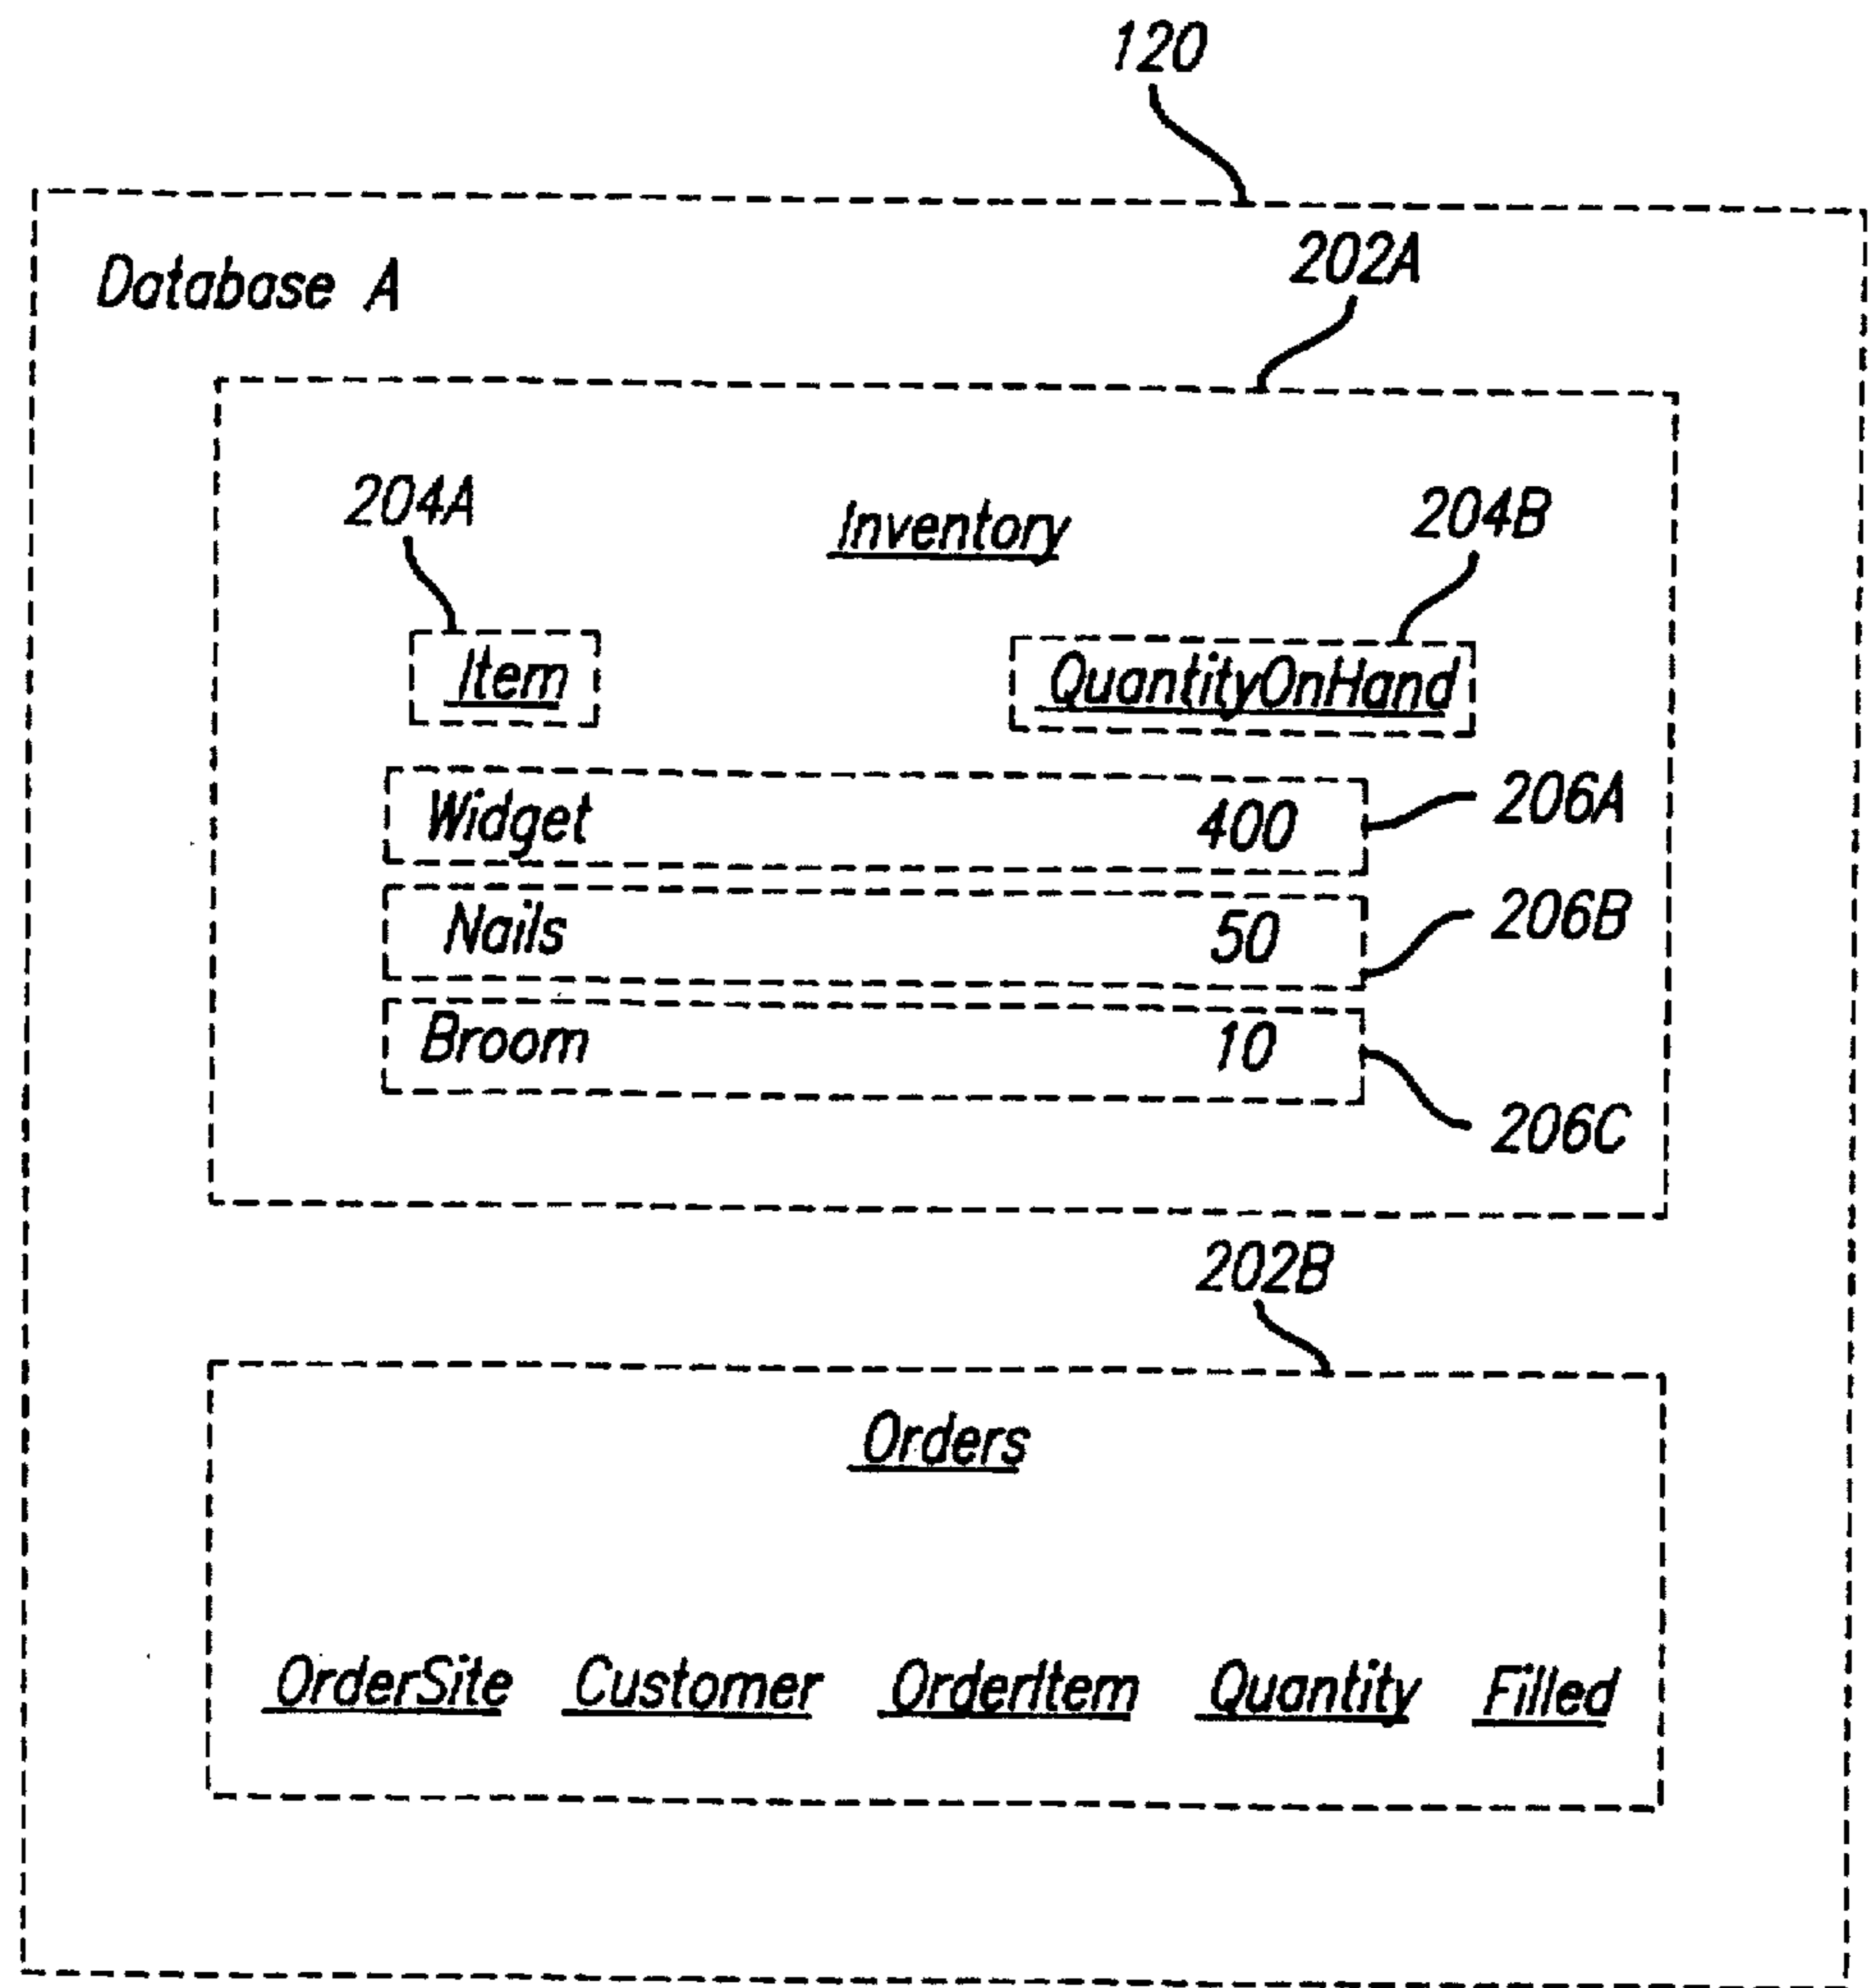 120
Database A
202A
204A
Inventory
204B
Item
QuantityOnHand
Widget 400 206A
Nails 50 206B
Broom 10 206C
202B
Orders
OrderSite Customer OrderItem Quantity Filled